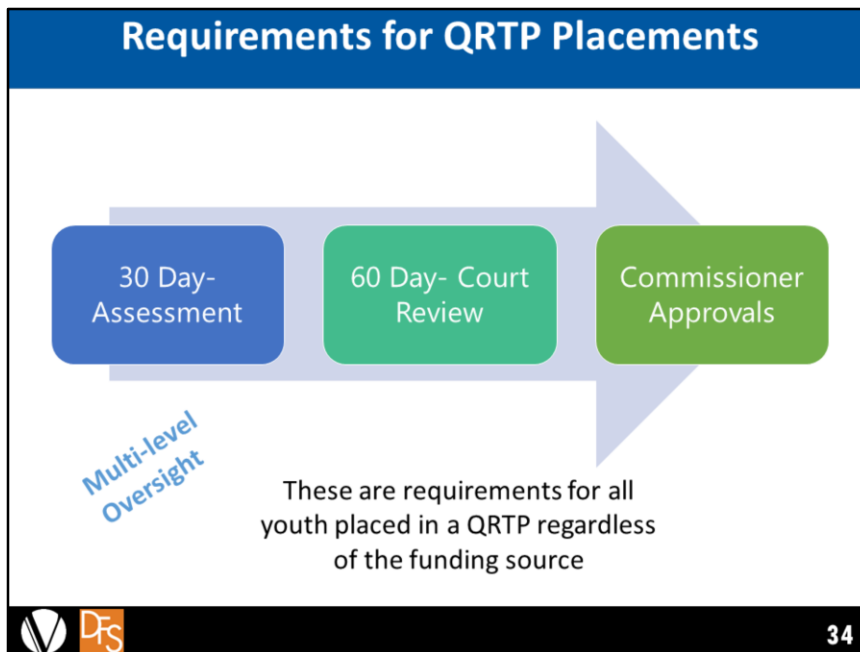 Requirements for QRTP Placements
30 Day-
Assessment
60 Day- Court
Review
Commissioner
Approvals
Multi-level
Oversight
These are requirements for all
youth placed in a QRTP regardless
of the funding source
V DFS
34